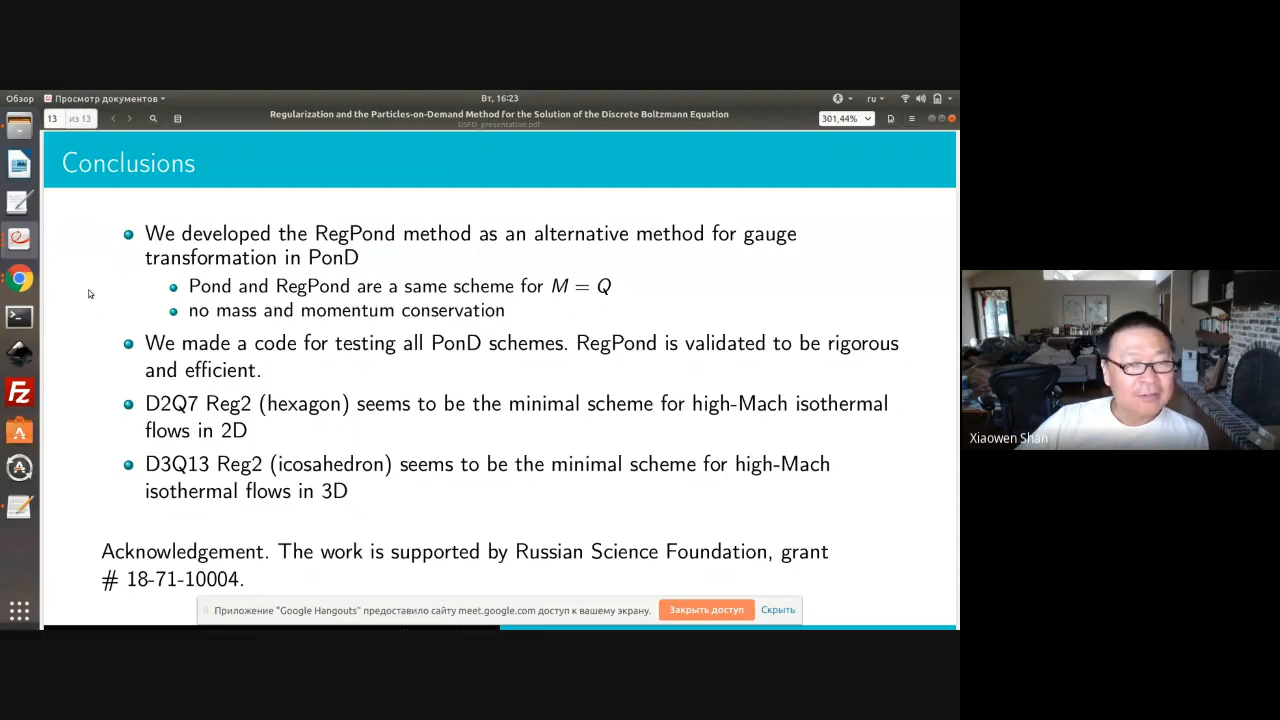 Обзор
Просмотр документов
Вт, 16:23
ru
13 из 13
Regularization and the Particles-on-Demand Method for the Solution of the Discrete Boltzmann Equation
DSFD_presentation.pdf
301,44%
Conclusions
We developed the RegPond method as an alternative method for gauge
transformation in PonD
Pond and RegPond are a same scheme for M = Q
no mass and momentum conservation
We made a code for testing all PonD schemes. RegPond is validated to be rigorous
and efficient.
D2Q7 Reg2 (hexagon) seems to be the minimal scheme for high-Mach isothermal
flows in 2D
D3Q13 Reg2 (icosahedron) seems to be the minimal scheme for high-Mach
isothermal flows in 3D
Acknowledgement. The work is supported by Russian Science Foundation, grant
# 18-71-10004.
Приложение "Google Hangouts" предоставило сайту meet.google.com доступ к вашему экрану.
Закрыть доступ
Скрыть
Xiaowen Shan
Fz